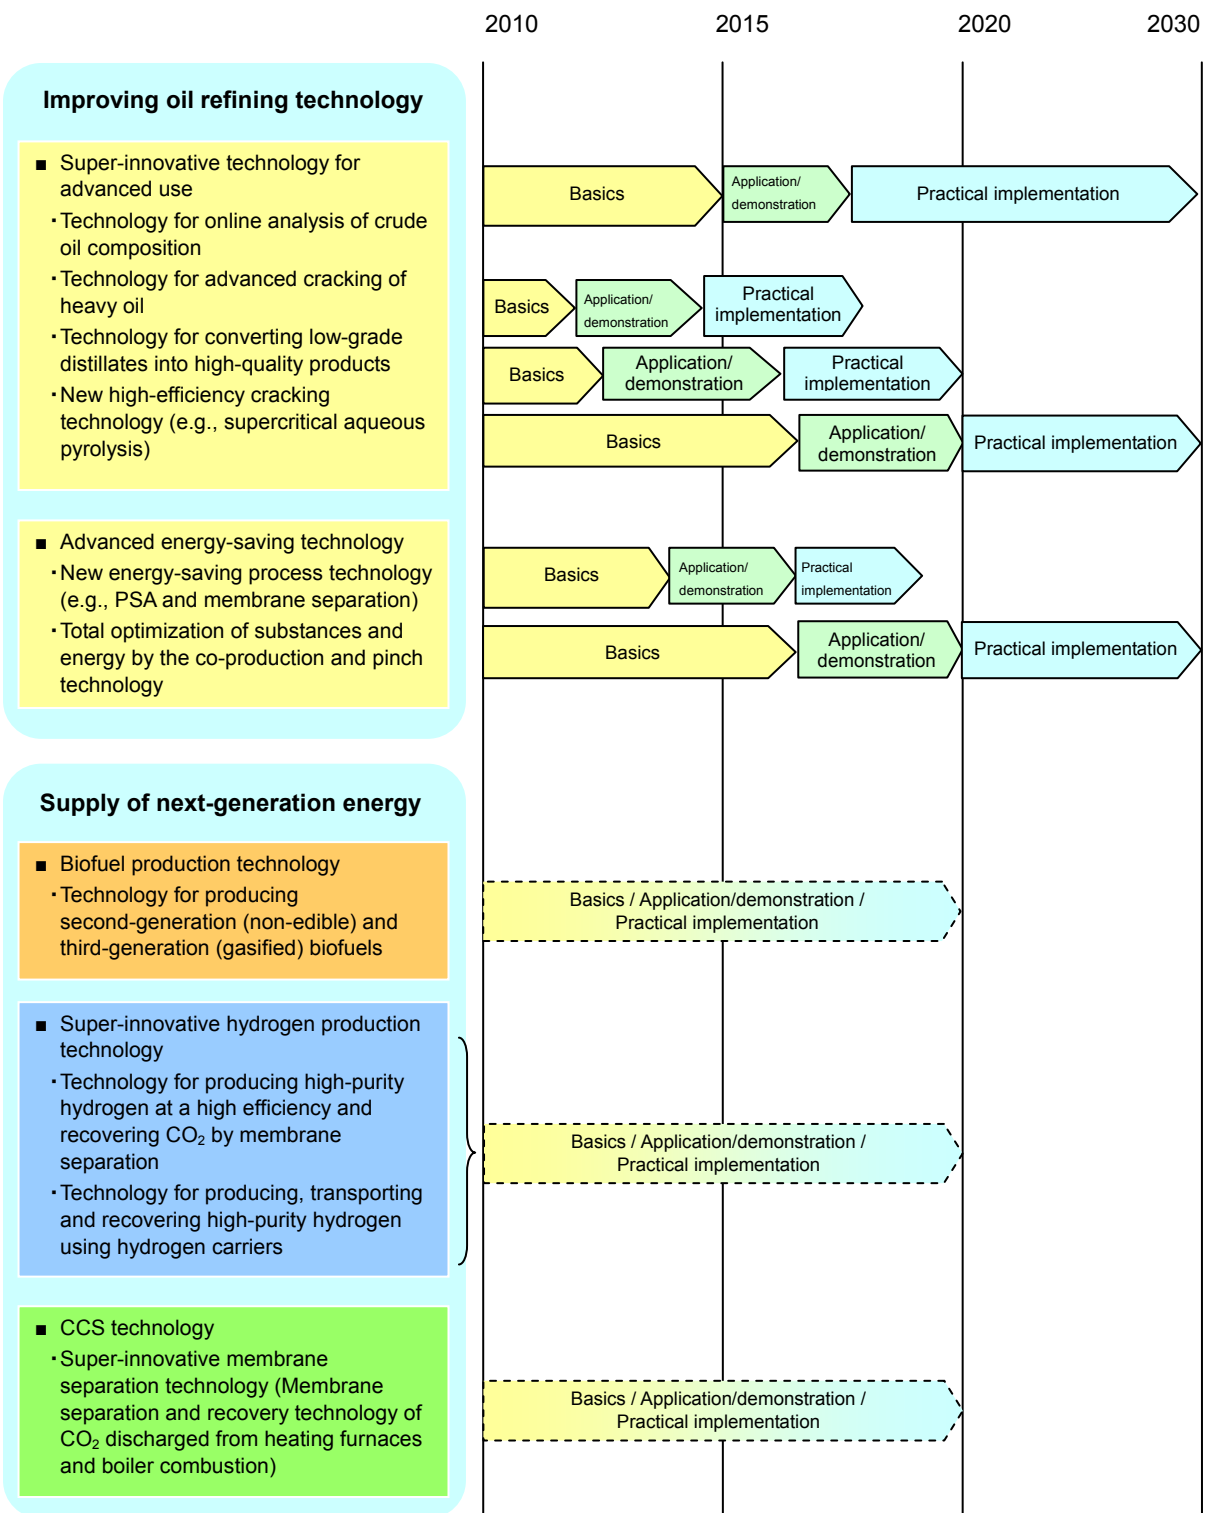 2010 2015 2020 2030
Improving oil refining technology
■ Super-innovative technology for
advanced use
・Technology for online analysis of crude
oil composition
・Technology for advanced cracking of
heavy oil
・Technology for converting low-grade
distillates into high-quality products
・New high-efficiency cracking
technology (e.g., supercritical aqueous
pyrolysis)
Basics
Application/
demonstration
Practical implementation
Basics
Application/
demonstration
Practical
implementation
Basics
Application/
demonstration
Practical
implementation
Basics
Application/
demonstration
Practical implementation
■ Advanced energy-saving technology
・New energy-saving process technology
(e.g., PSA and membrane separation)
・Total optimization of substances and
energy by the co-production and pinch
technology
Basics
Application/
demonstration
Practical
implementation
Basics
Application/
demonstration
Practical implementation
Supply of next-generation energy
■ Biofuel production technology
・Technology for producing
second-generation (non-edible) and
third-generation (gasified) biofuels
Basics / Application/demonstration /
Practical implementation
■ Super-innovative hydrogen production
technology
・Technology for producing high-purity
hydrogen at a high efficiency and
recovering CO₂ by membrane
separation
・Technology for producing, transporting
and recovering high-purity hydrogen
using hydrogen carriers
Basics / Application/demonstration /
Practical implementation
■ CCS technology
・Super-innovative membrane
separation technology (Membrane
separation and recovery technology of
CO₂ discharged from heating furnaces
and boiler combustion)
Basics / Application/demonstration /
Practical implementation